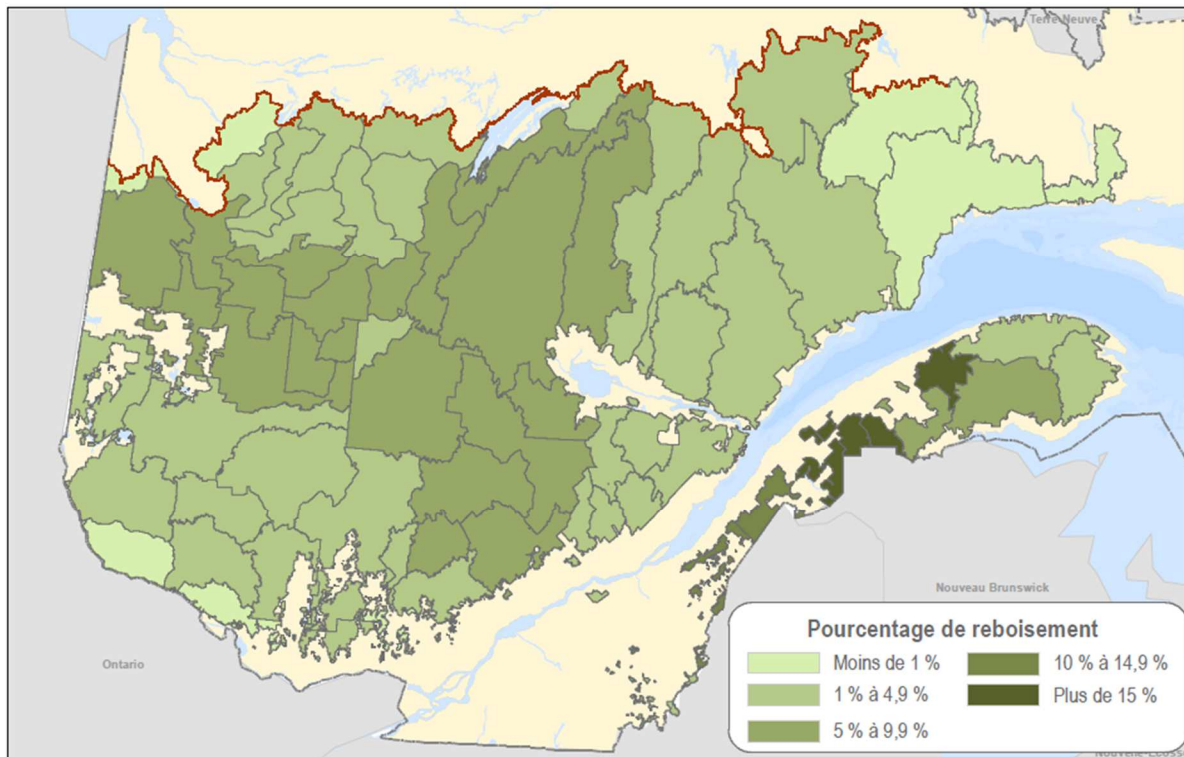 Terre Neuve
Nouveau Brunswick
Ontario
Pourcentage de reboisement
Moins de 1 %
1 % à 4,9 %
5 % à 9,9 %
10 % à 14,9 %
Plus de 15 %